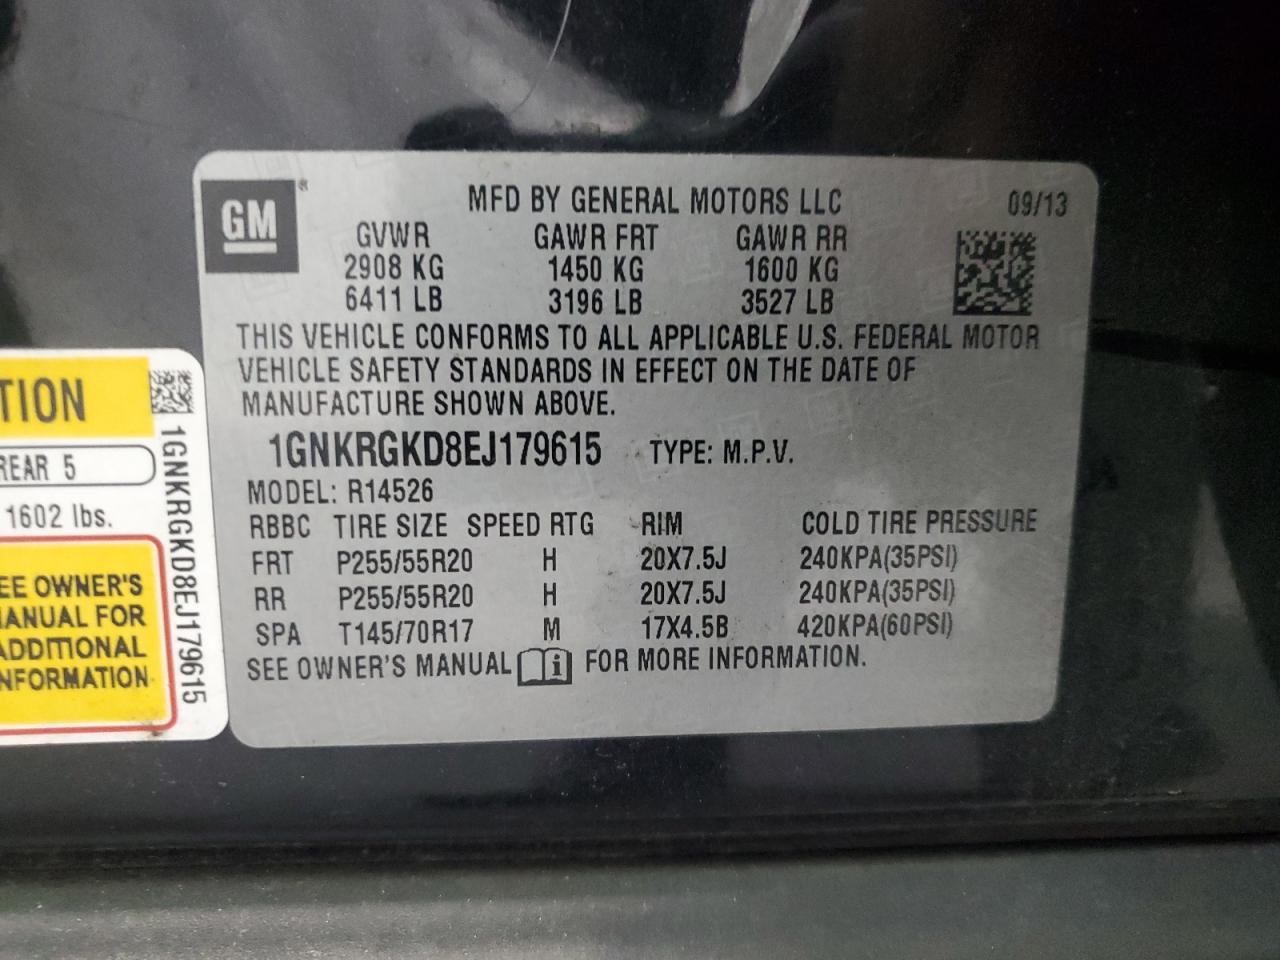 GM
MFD BY GENERAL MOTORS LLC 09/13
GVWR GAWR FRT GAWR RR
2908 KG 1450 KG 1600 KG
6411 LB 3196 LB 3527 LB
THIS VEHICLE CONFORMS TO ALL APPLICABLE U.S. FEDERAL MOTOR
VEHICLE SAFETY STANDARDS IN EFFECT ON THE DATE OF
MANUFACTURE SHOWN ABOVE.
1GNKRGKD8EJ179615 TYPE: M.P.V.
MODEL: R14526
RBBC TIRE SIZE SPEED RTG RIM COLD TIRE PRESSURE
FRT P255/55R20 H 20X7.5J 240KPA(35PSI)
RR P255/55R20 H 20X7.5J 240KPA(35PSI)
SPA T145/70R17 M 17X4.5B 420KPA(60PSI)
SEE OWNER'S MANUAL i FOR MORE INFORMATION.
TION
REAR 5
1602 lbs.
EE OWNER'S
ANUAL FOR
ADDITIONAL
NFORMATION
1GNKRGKD8EJ179615